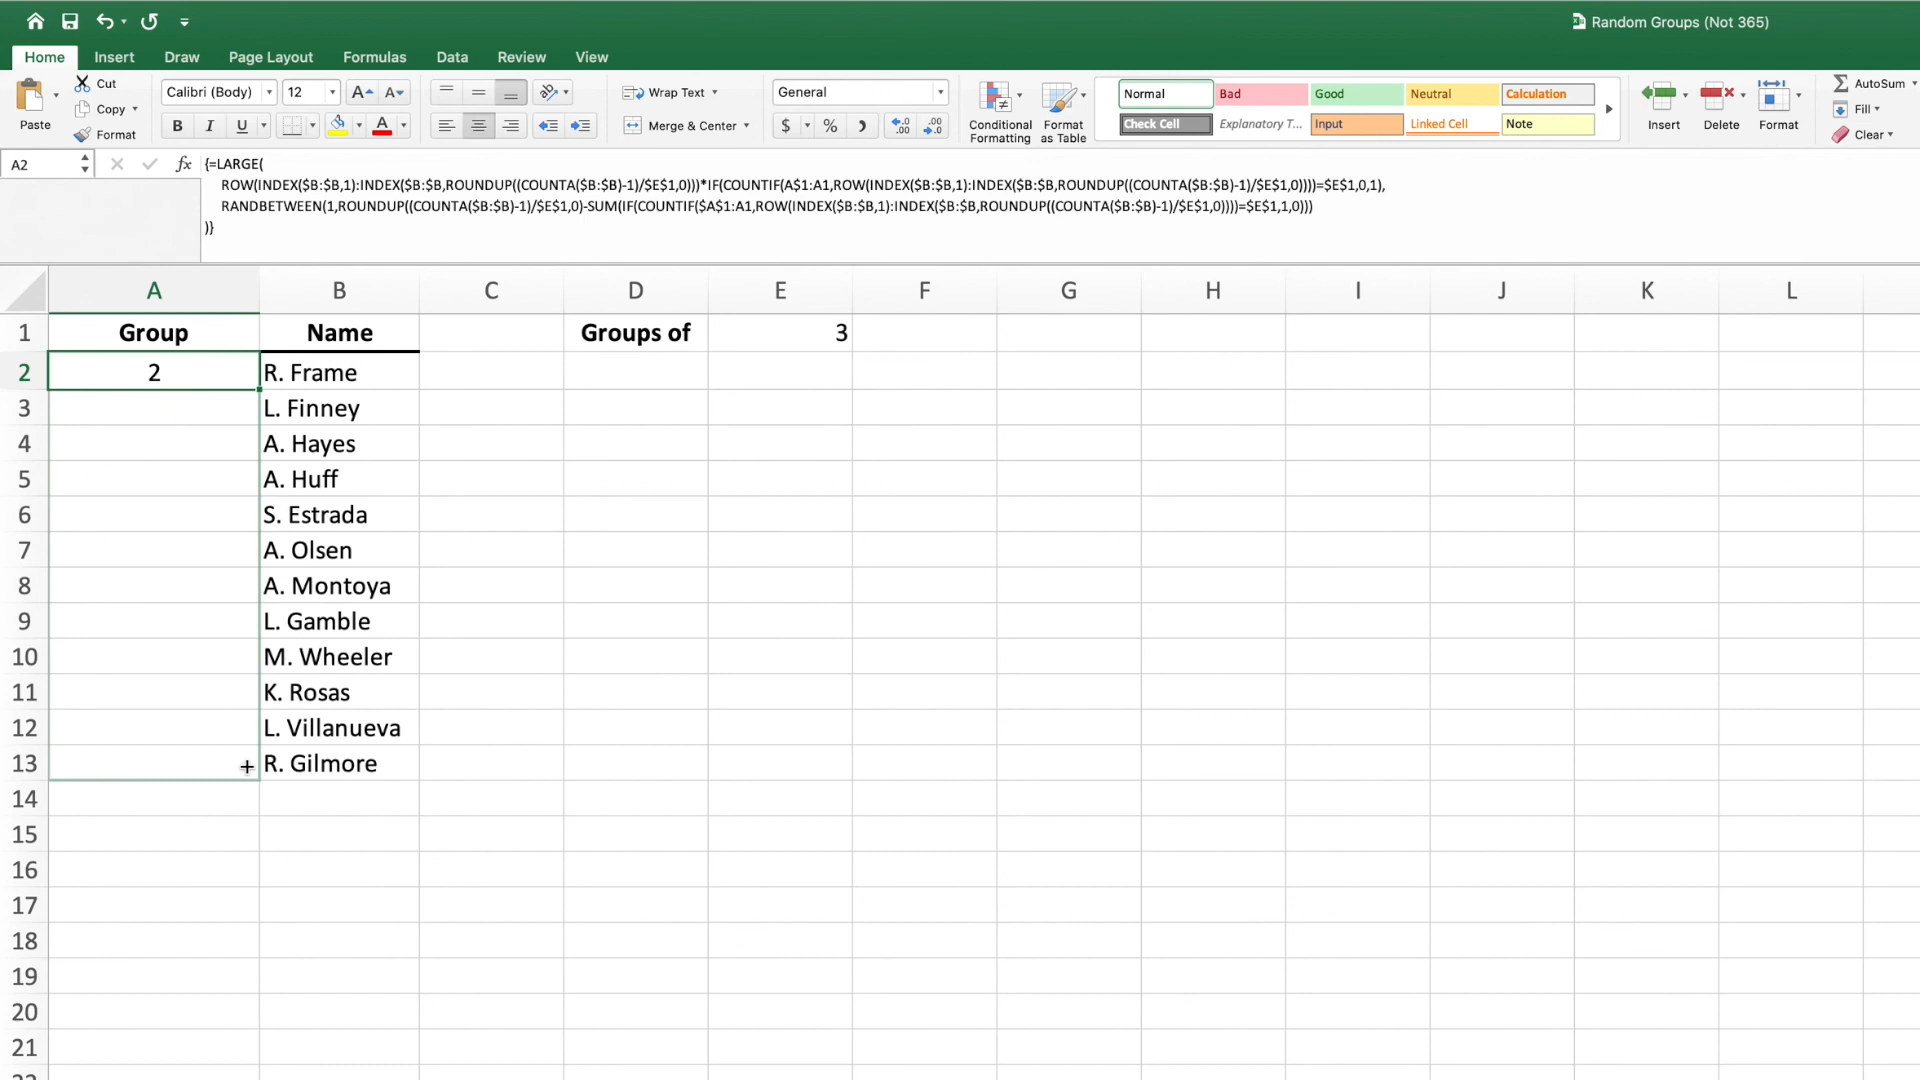 Random Groups (Not 365)
Home Insert Draw Page Layout Formulas Data Review View
Paste
Cut
Copy
Format
Calibri (Body) 12
B I U
Wrap Text
Merge & Center
General
$ %
Conditional Formatting
Format as Table
Normal Bad Good Neutral Calculation
Check Cell Explanatory T... Input Linked Cell Note
Insert Delete Format
AutoSum
Fill
Clear
A2
fx {=LARGE(
ROW(INDEX($B:$B,1):INDEX($B:$B,ROUNDUP((COUNTA($B:$B)-1)/$E$1,0)))*IF(COUNTIF(A$1:A1,ROW(INDEX($B:$B,1):INDEX($B:$B,ROUNDUP((COUNTA($B:$B)-1)/$E$1,0))))=$E$1,0,1),
RANDBETWEEN(1,ROUNDUP((COUNTA($B:$B)-1)/$E$1,0)-SUM(IF(COUNTIF($A$1:A1,ROW(INDEX($B:$B,1):INDEX($B:$B,ROUNDUP((COUNTA($B:$B)-1)/$E$1,0))))=$E$1,1,0)))
)}
A B C D E F G H I J K L
1 Group Name Groups of 3
2 2 R. Frame
3 L. Finney
4 A. Hayes
5 A. Huff
6 S. Estrada
7 A. Olsen
8 A. Montoya
9 L. Gamble
10 M. Wheeler
11 K. Rosas
12 L. Villanueva
13 R. Gilmore
14
15
16
17
18
19
20
21